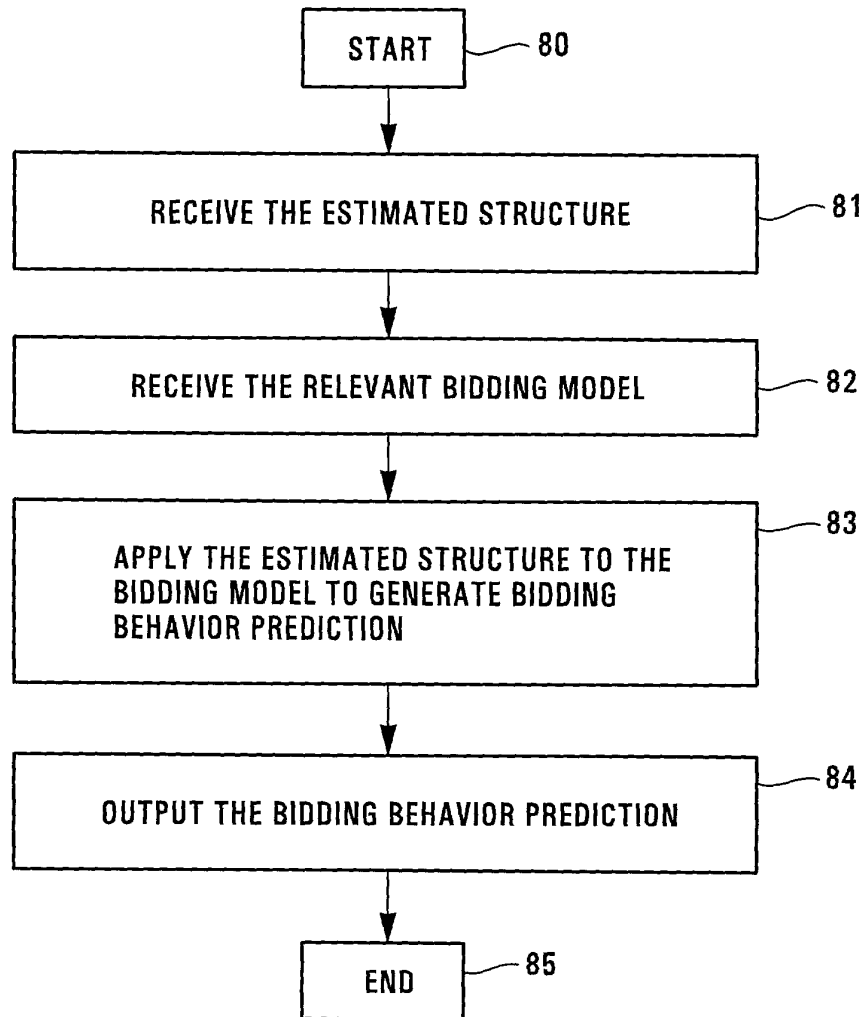 START
80
RECEIVE THE ESTIMATED STRUCTURE
81
RECEIVE THE RELEVANT BIDDING MODEL
82
APPLY THE ESTIMATED STRUCTURE TO THE
BIDDING MODEL TO GENERATE BIDDING
BEHAVIOR PREDICTION
83
OUTPUT THE BIDDING BEHAVIOR PREDICTION
84
END
85